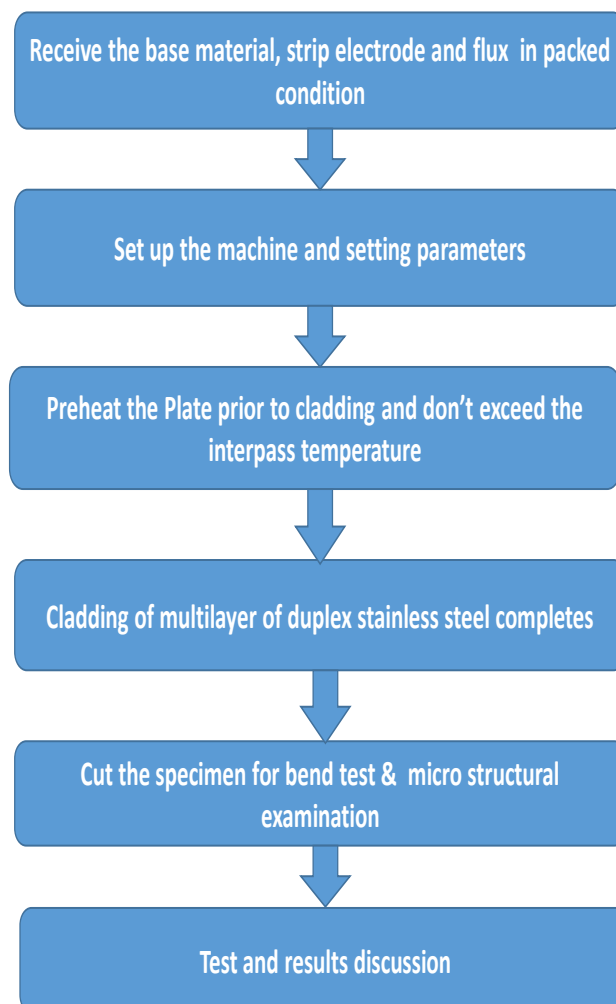 Receive the base material, strip electrode and flux in packed
condition
Set up the machine and setting parameters
Preheat the Plate prior to cladding and don't exceed the
interpass temperature
Cladding of multilayer of duplex stainless steel completes
Cut the specimen for bend test & micro structural
examination
Test and results discussion